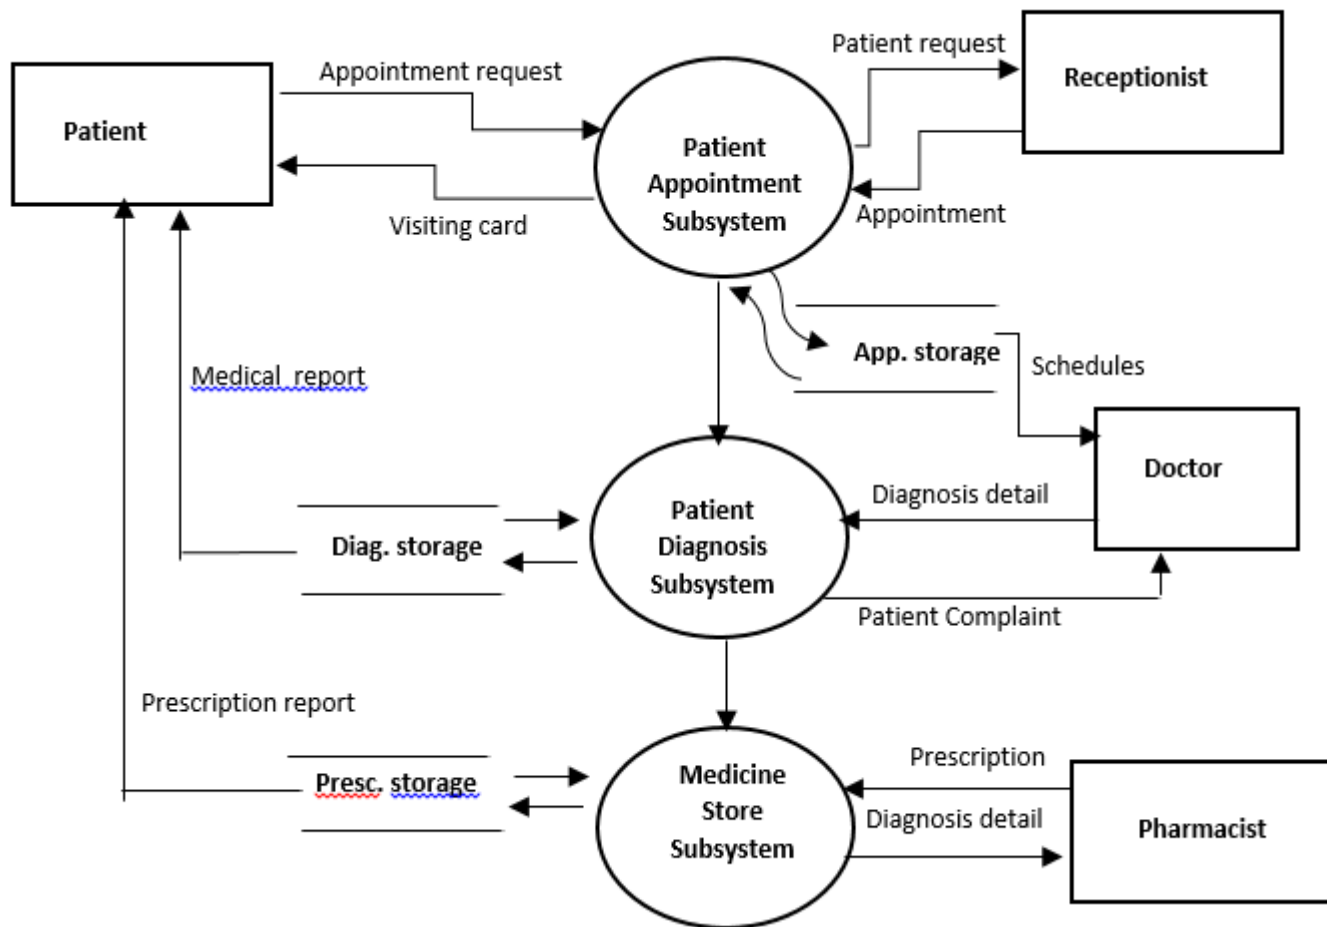 Patient request
Receptionist
Appointment request
Patient
Patient
Appointment
Subsystem
Visiting card
Appointment
App. storage
Schedules
Medical  report
Doctor
Diagnosis detail
Patient
Diagnosis
Subsystem
Diag. storage
Patient Complaint
Prescription report
Prescription
Medicine
Store
Subsystem
Presc. storage
Diagnosis detail
Pharmacist